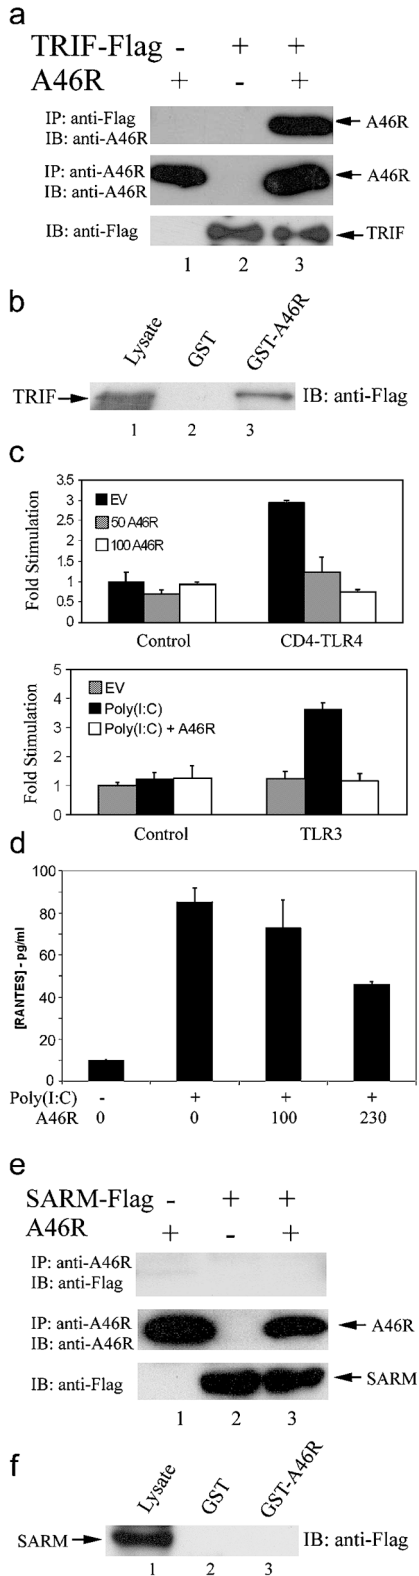 a
TRIF-Flag - + +
A46R + - +
IP: anti-Flag
IB: anti-A46R
A46R
IP: anti-A46R
IB: anti-A46R
A46R
IB: anti-Flag
TRIF
1 2 3
b
Lysate GST GST-A46R
TRIF
IB: anti-Flag
1 2 3
c
Fold Stimulation
3.5
3
2.5
2
1.5
1
0.5
0
EV
50 A46R
100 A46R
Control CD4-TLR4
Fold Stimulation
5
4
3
2
1
0
EV
Poly(I:C)
Poly(I:C) + A46R
Control TLR3
d
[RANTES] - pg/ml
100
80
60
40
20
0
Poly(I:C) - + + +
A46R 0 0 100 230
e
SARM-Flag - + +
A46R + - +
IP: anti-A46R
IB: anti-Flag
IP: anti-A46R
IB: anti-A46R
A46R
IB: anti-Flag
SARM
1 2 3
f
Lysate GST GST-A46R
SARM
IB: anti-Flag
1 2 3